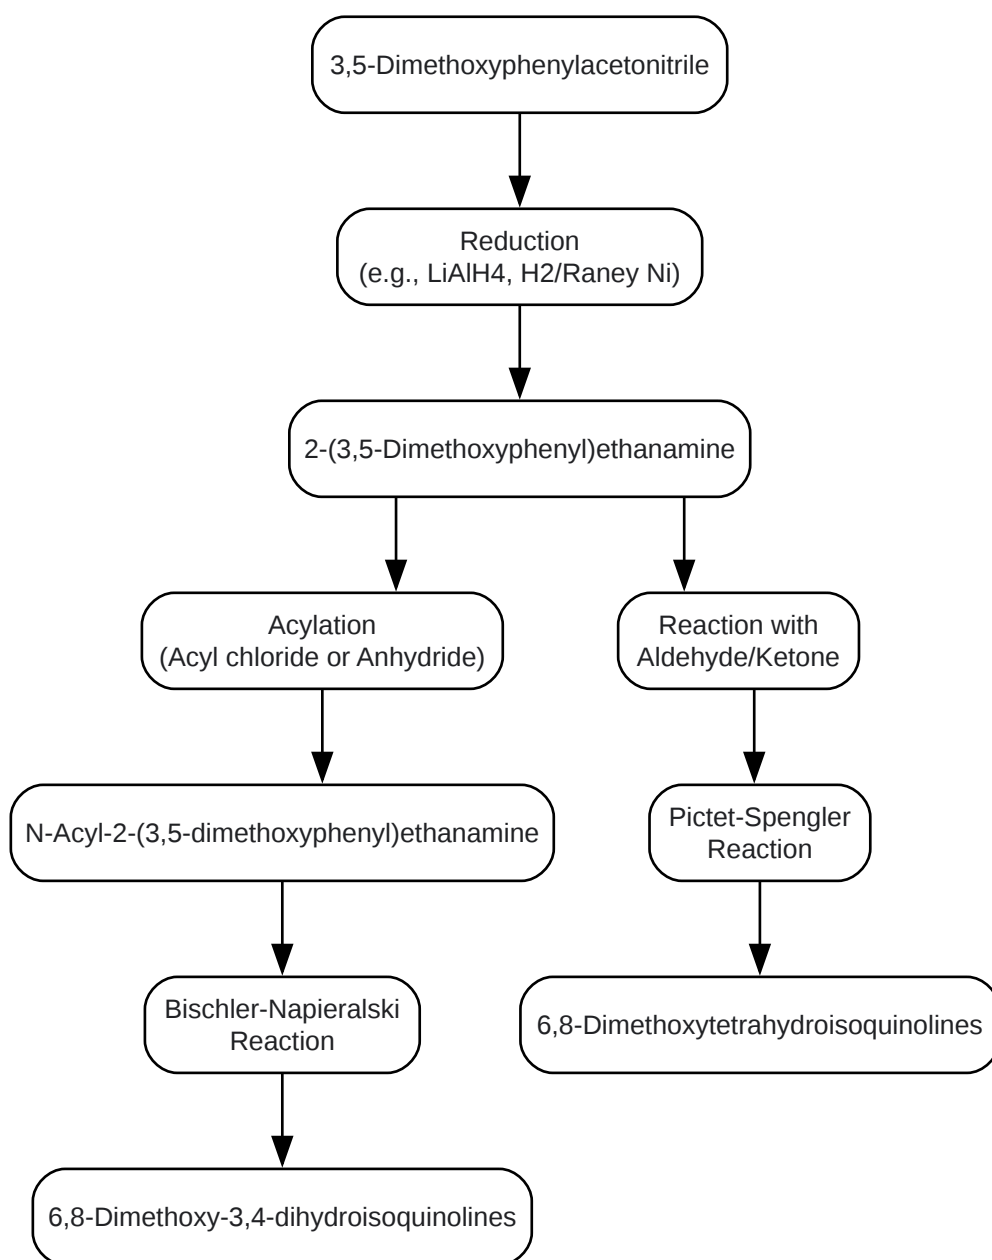 3,5-Dimethoxyphenylacetonitrile
Reduction
(e.g., LiAlH4, H2/Raney Ni)
2-(3,5-Dimethoxyphenyl)ethanamine
Acylation
(Acyl chloride or Anhydride)
Reaction with
Aldehyde/Ketone
N-Acyl-2-(3,5-dimethoxyphenyl)ethanamine
Pictet-Spengler
Reaction
Bischler-Napieralski
Reaction
6,8-Dimethoxytetrahydroisoquinolines
6,8-Dimethoxy-3,4-dihydroisoquinolines